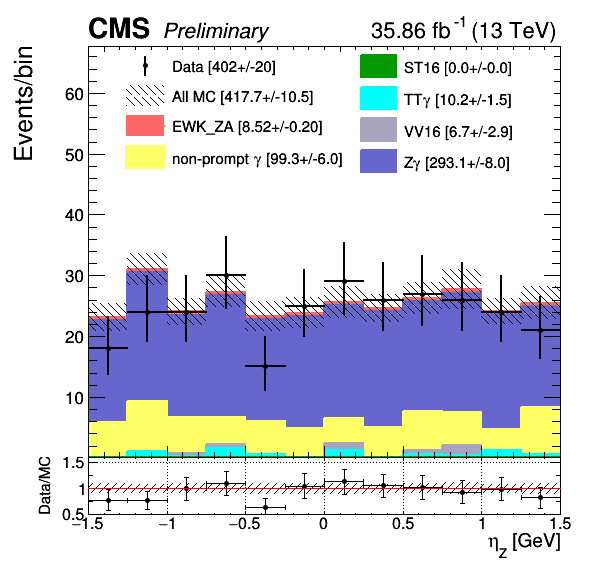 CMS Preliminary 35.86 fb⁻¹ (13 TeV)
Events/bin
Data [402+/-20]
All MC [417.7+/-10.5]
EWK_ZA [8.52+/-0.20]
non-prompt γ [99.3+/-6.0]
ST16 [0.0+/-0.0]
TTγ [10.2+/-1.5]
VV16 [6.7+/-2.9]
Zγ [293.1+/-8.0]
60
50
40
30
20
10
Data/MC
1.5
1
0.5
−1.5 −1 −0.5 0 0.5 1 1.5
η_Z [GeV]